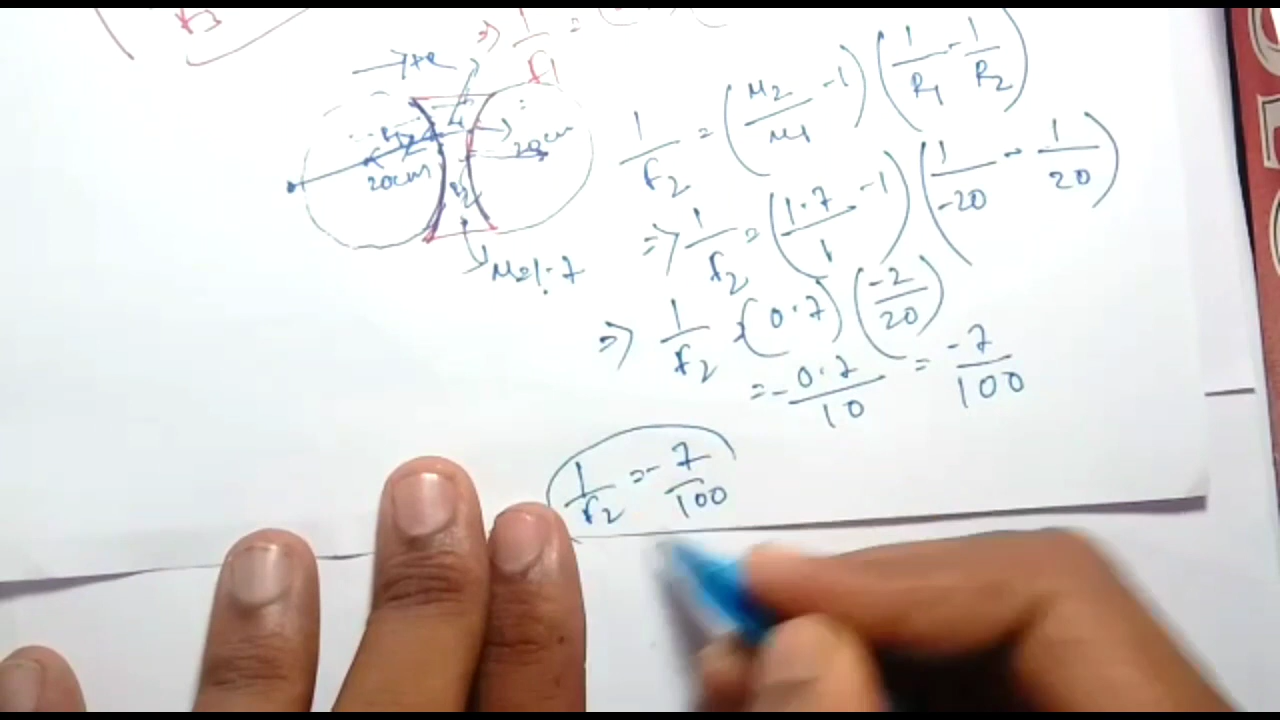 => 1/f1 = (
→ +ve
20cm
20cm
μ=1.7
1/f2 = (μ2/μ1 - 1) (1/R1 - 1/R2)
=> 1/f2 = (1.7/1 - 1) (1/-20 - 1/20)
=> 1/f2 = (0.7) (-2/20)
= -0.7/10 = -7/100
1/f2 = -7/100